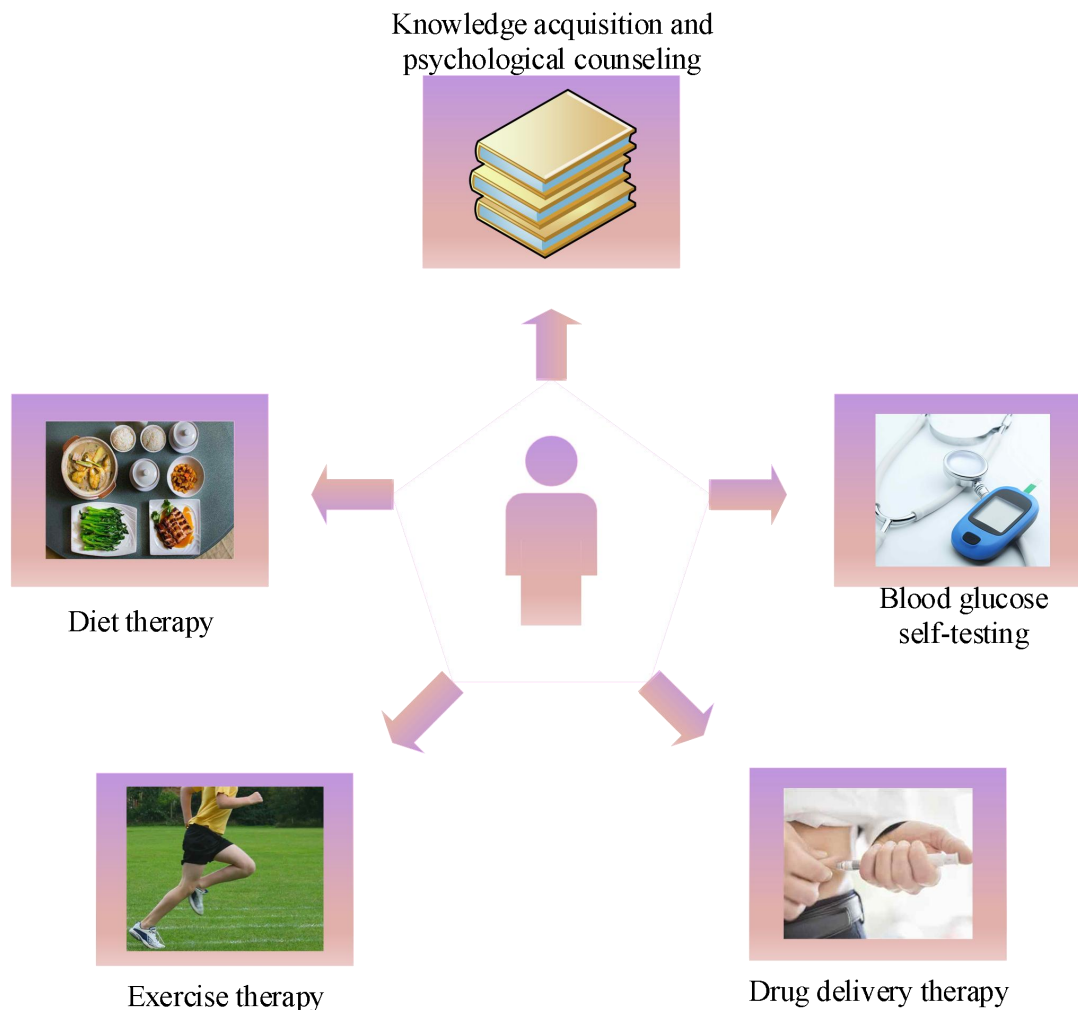 Knowledge acquisition and
psychological counseling
Diet therapy
Blood glucose
self-testing
Exercise therapy
Drug delivery therapy